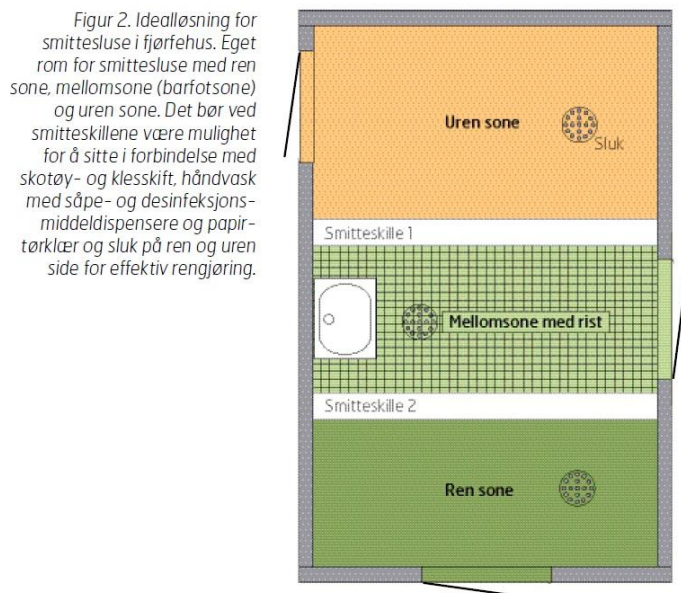 Figur 2. Idealløsning for
smittesluse i fjørfehus. Eget
rom for smittesluse med ren
sone, mellomsone (barfotsone)
og uren sone. Det bør ved
smitteskillene være mulighet
for å sitte i forbindelse med
skotøy- og klesskift, håndvask
med såpe- og desinfeksjons-
middeldispensere og papir-
tørklær og sluk på ren og uren
side for effektiv rengjøring.
Uren sone
Sluk
Smitteskille 1
Mellomsone med rist
Smitteskille 2
Ren sone